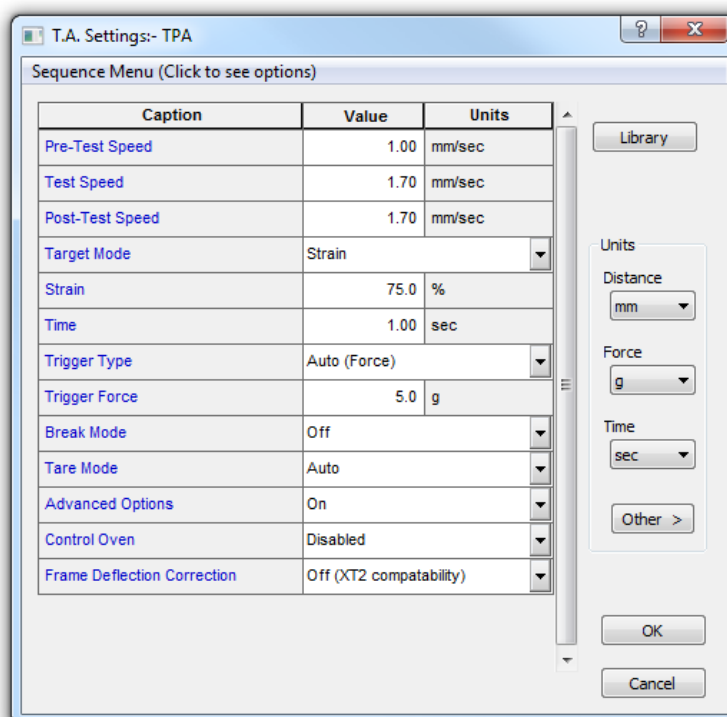 T.A. Settings:- TPA
Sequence Menu (Click to see options)
Caption Value Units
Pre-Test Speed 1.00 mm/sec
Test Speed 1.70 mm/sec
Post-Test Speed 1.70 mm/sec
Target Mode Strain
Strain 75.0 %
Time 1.00 sec
Trigger Type Auto (Force)
Trigger Force 5.0 g
Break Mode Off
Tare Mode Auto
Advanced Options On
Control Oven Disabled
Frame Deflection Correction Off (XT2 compatability)
Library
Units
Distance
mm
Force
g
Time
sec
Other >
OK
Cancel